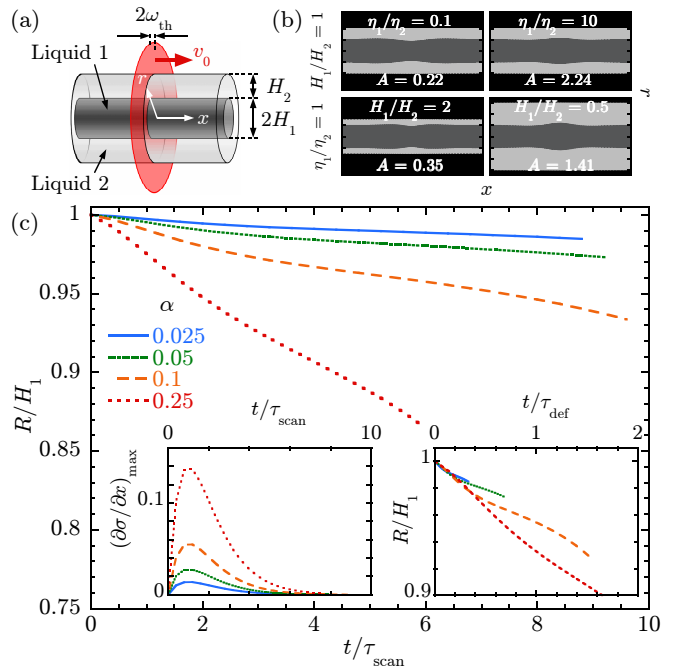 (a)
2ω_th
v_0
Liquid 1
r
x
H_2
2H_1
Liquid 2
(b)
H_1/H_2 = 1
η_1/η_2 = 0.1
A = 0.22
η_1/η_2 = 10
A = 2.24
η_1/η_2 = 1
H_1/H_2 = 2
A = 0.35
H_1/H_2 = 0.5
A = 1.41
r
x
(c)
1
0.95
0.9
0.85
0.8
0.75
R/H_1
α
0.025
0.05
0.1
0.25
t/τ_scan
0 10
0.1
0
(∂σ/∂x)_max
t/τ_def
0 1 2
1
0.9
R/H_1
0 2 4 6 8 10
t/τ_scan